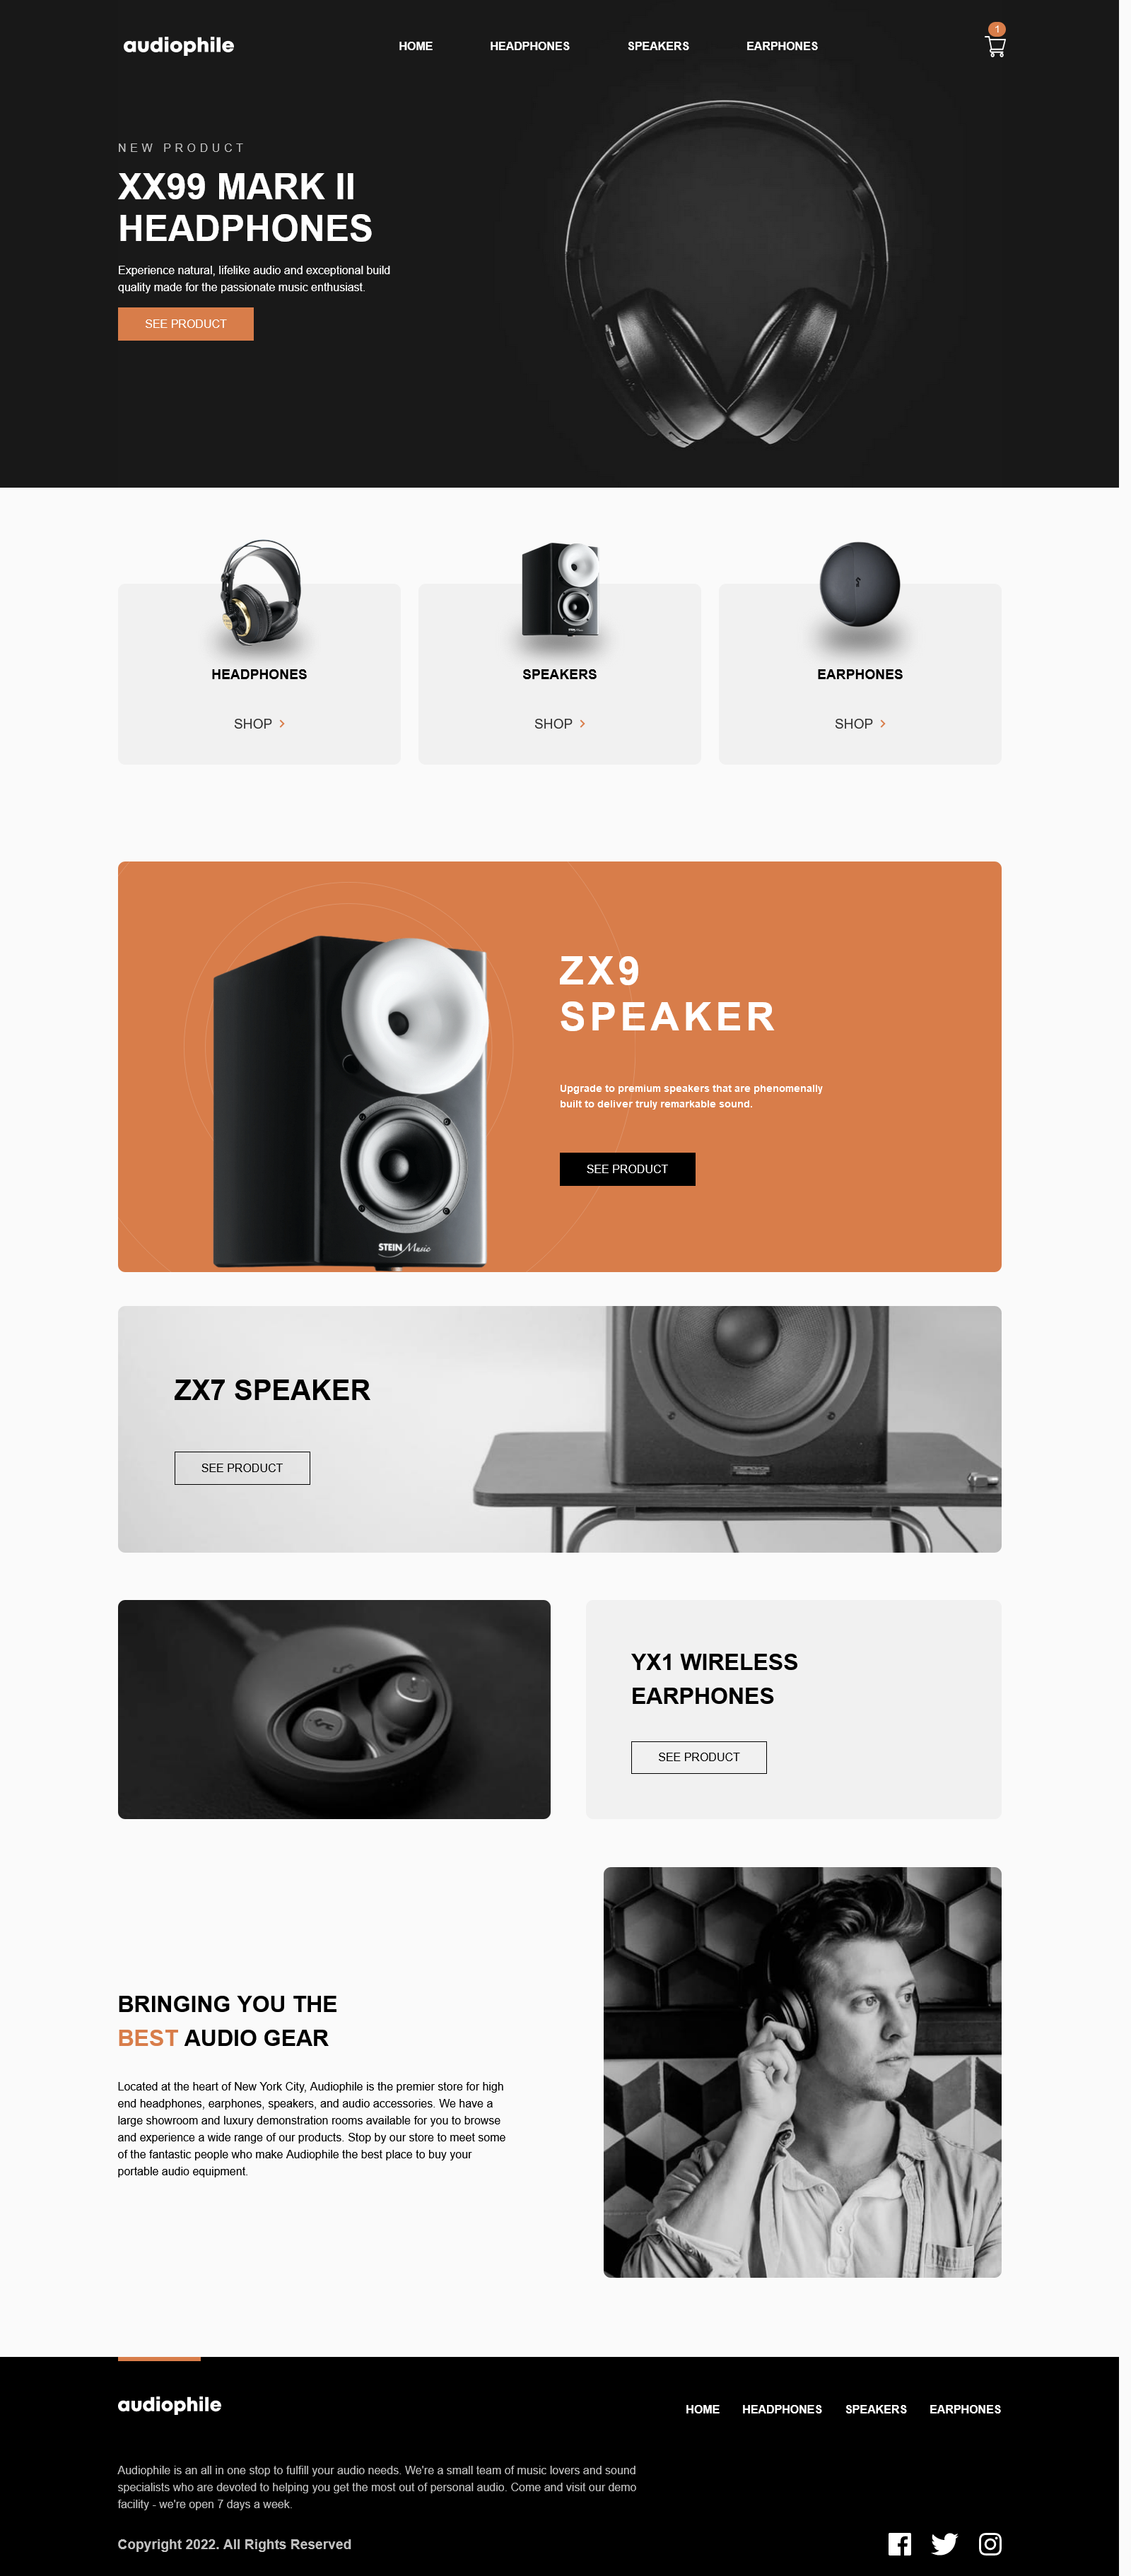 audiophile HOME HEADPHONES SPEAKERS EARPHONES 1
NEW PRODUCT
XX99 MARK II
HEADPHONES
Experience natural, lifelike audio and exceptional build
quality made for the passionate music enthusiast.
SEE PRODUCT
HEADPHONES
SHOP
SPEAKERS
SHOP
EARPHONES
SHOP
STEIN Music
ZX9
SPEAKER
Upgrade to premium speakers that are phenomenally
built to deliver truly remarkable sound.
SEE PRODUCT
STEIN Music
ZX7 SPEAKER
SEE PRODUCT
YX1 WIRELESS
EARPHONES
SEE PRODUCT
BRINGING YOU THE
BEST AUDIO GEAR
Located at the heart of New York City, Audiophile is the premier store for high
end headphones, earphones, speakers, and audio accessories. We have a
large showroom and luxury demonstration rooms available for you to browse
and experience a wide range of our products. Stop by our store to meet some
of the fantastic people who make Audiophile the best place to buy your
portable audio equipment.
audiophile HOME HEADPHONES SPEAKERS EARPHONES
Audiophile is an all in one stop to fulfill your audio needs. We're a small team of music lovers and sound
specialists who are devoted to helping you get the most out of personal audio. Come and visit our demo
facility - we're open 7 days a week.
Copyright 2022. All Rights Reserved